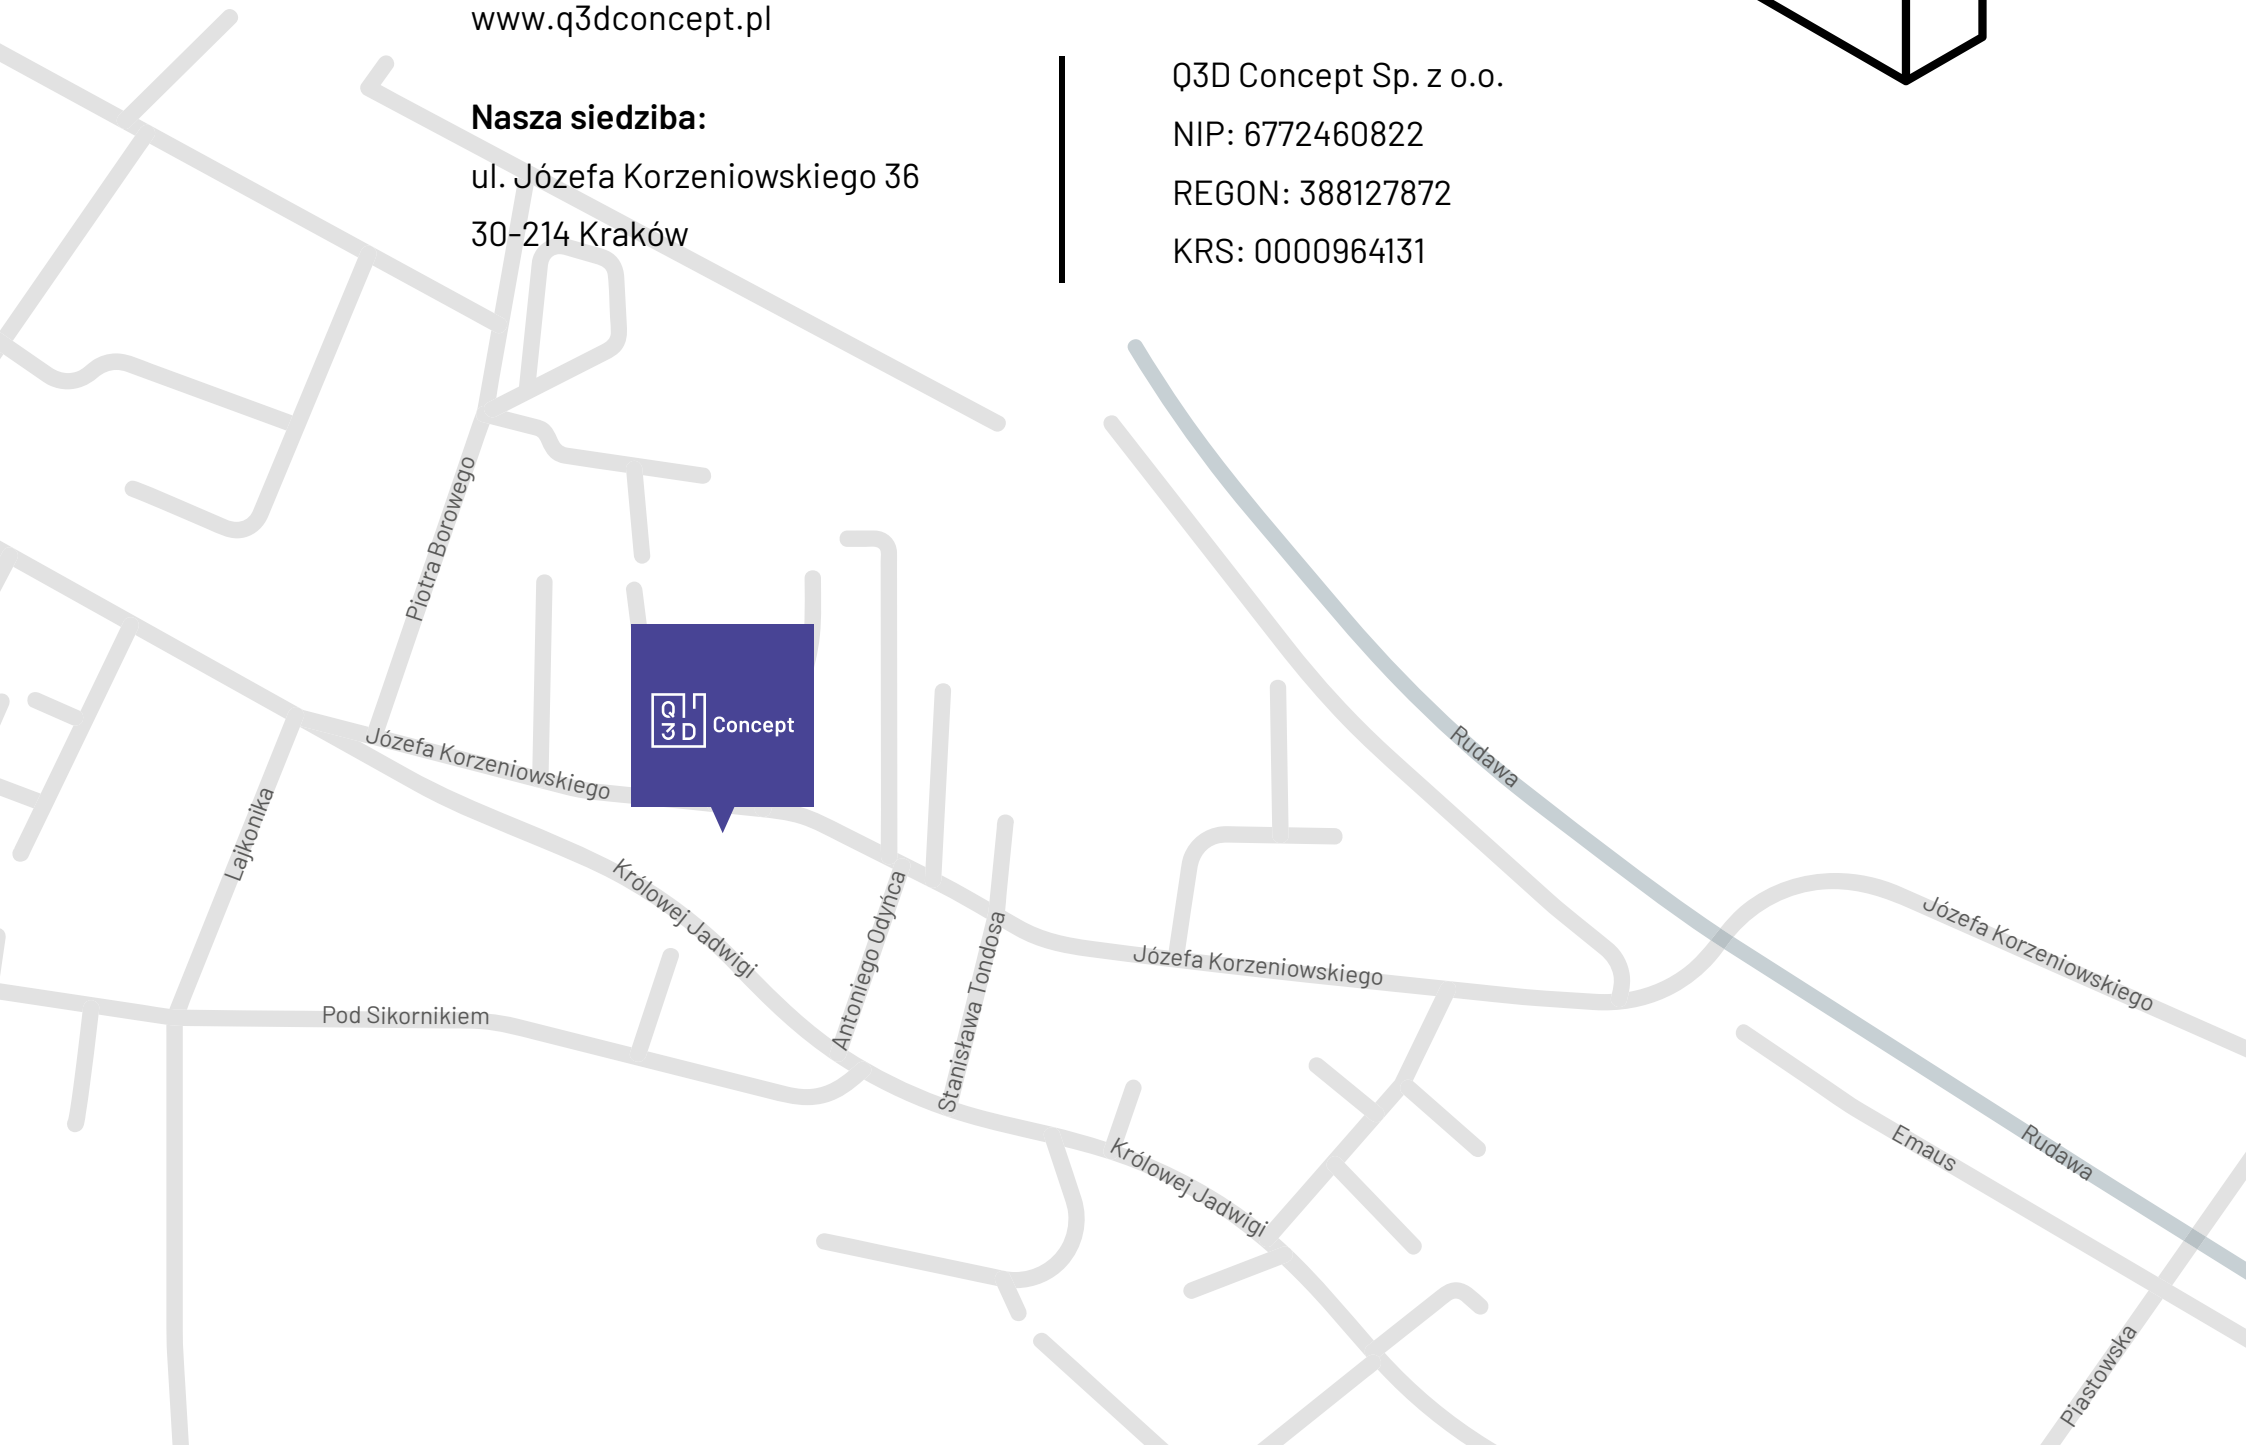 www.q3dconcept.pl
Nasza siedziba:
ul. Józefa Korzeniowskiego 36
30-214 Kraków
Q3D Concept Sp. z o.o.
NIP: 6772460822
REGON: 388127872
KRS: 0000964131
Piotra Borowego
Q
3D Concept
Józefa Korzeniowskiego
Rudawa
Lajkonika
Królowej Jadwigi
Antoniego Odyńca
Stanisława Tondosa
Józefa Korzeniowskiego
Józefa Korzeniowskiego
Pod Sikornikiem
Królowej Jadwigi
Emaus
Rudawa
Piastowska